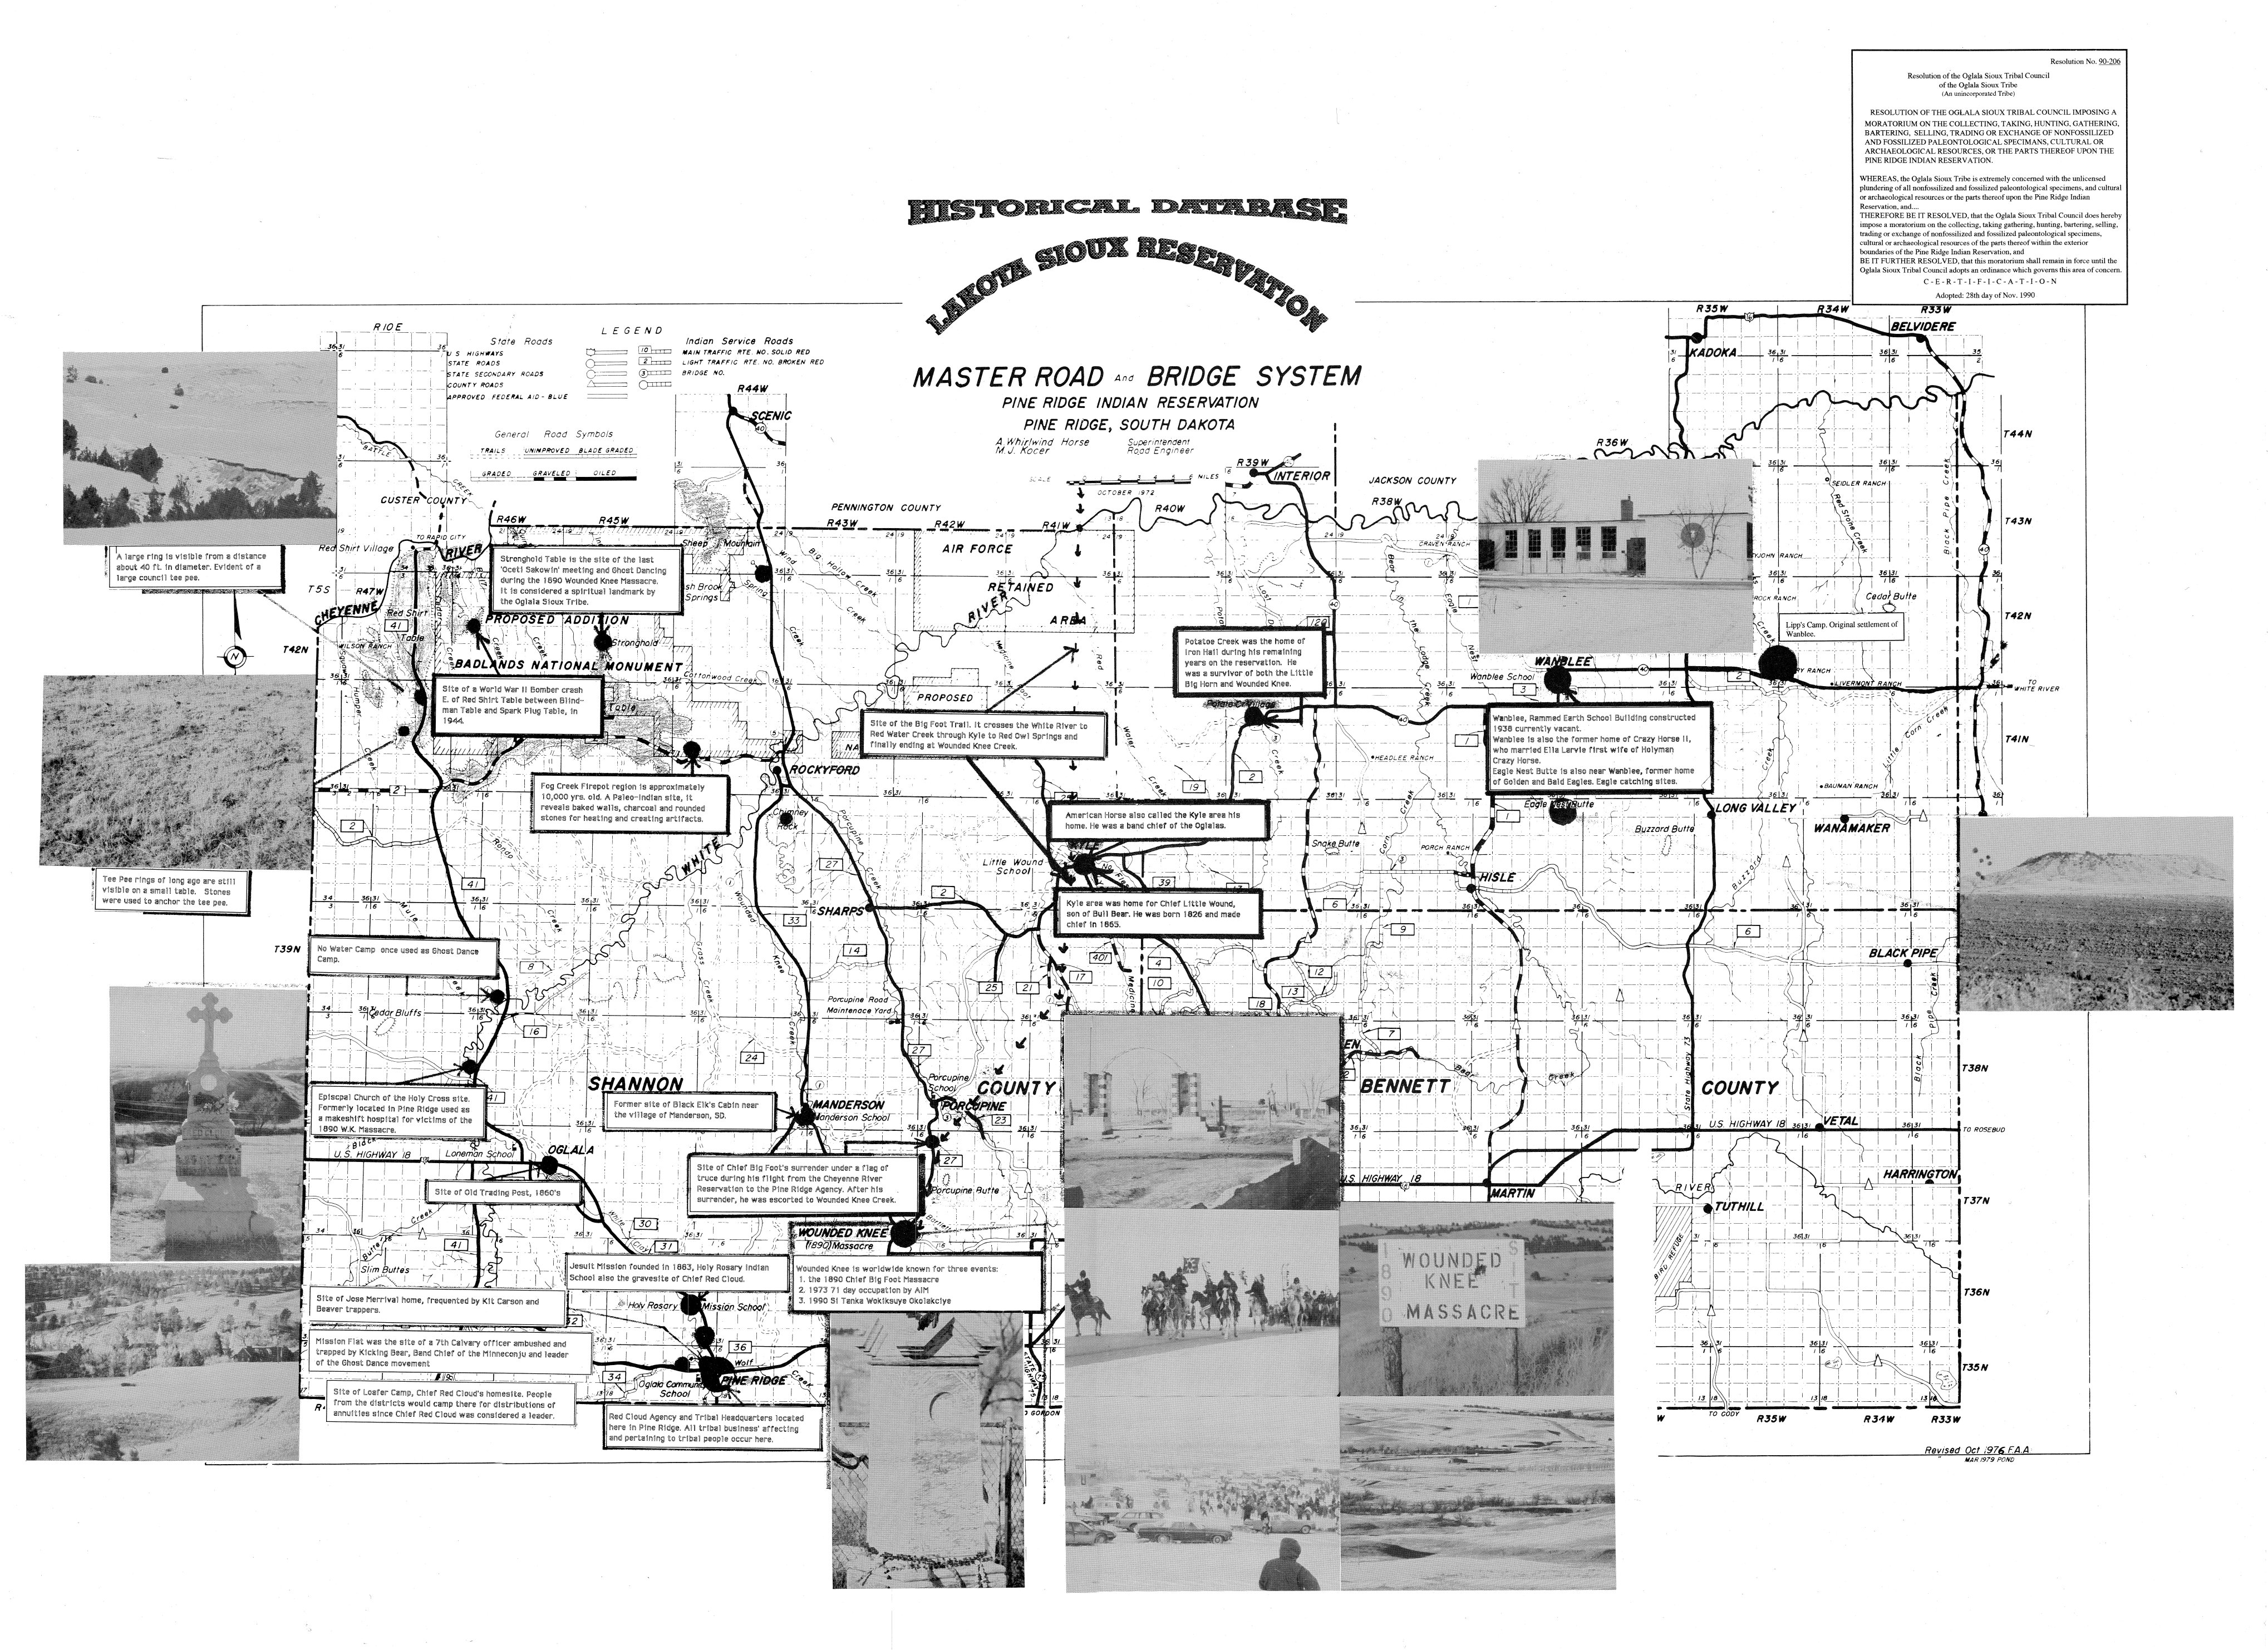 Resolution No. 90-206
Resolution of the Oglala Sioux Tribal Council
of the Oglala Sioux Tribe
(An unincorporated Tribe)
RESOLUTION OF THE OGLALA SIOUX TRIBAL COUNCIL IMPOSING A
MORATORIUM ON THE COLLECTING, TAKING, HUNTING, GATHERING,
BARTERING, SELLING, TRADING OR EXCHANGE OF NONFOSSILIZED
AND FOSSILIZED PALEONTOLOGICAL SPECIMANS, CULTURAL OR
ARCHAEOLOGICAL RESOURCES, OR THE PARTS THEREOF UPON THE
PINE RIDGE INDIAN RESERVATION.
WHEREAS, the Oglala Sioux Tribe is extremely concerned with the unlicensed
plundering of all nonfossilized and fossilized paleontological specimens, and cultural
or archaeological resources or the parts thereof upon the Pine Ridge Indian
Reservation, and....
THEREFORE BE IT RESOLVED, that the Oglala Sioux Tribal Council does hereby
impose a moratorium on the collecting, taking gathering, hunting, bartering, selling,
trading or exchange of nonfossilized and fossilized paleontological specimens,
cultural or archaeological resources of the parts thereof within the exterior
boundaries of the Pine Ridge Indian Reservation, and
BE IT FURTHER RESOLVED, that this moratorium shall remain in force until the
Oglala Sioux Tribal Council adopts an ordinance which governs this area of concern.
C - E - R - T - I - F - I - C - A - T - I - O - N
Adopted: 28th day of Nov. 1990
HISTORICAL DATABASE
LAKOTA SIOUX RESERVATION
MASTER ROAD And BRIDGE SYSTEM
PINE RIDGE INDIAN RESERVATION
PINE RIDGE, SOUTH DAKOTA
A. Whirlwind Horse Superintendent
M.J. Kocer Road Engineer
SCALE 6 MILES
OCTOBER 1972
LEGEND
State Roads
U S HIGHWAYS
STATE ROADS
STATE SECONDARY ROADS
COUNTY ROADS
APPROVED FEDERAL AID - BLUE
Indian Service Roads
MAIN TRAFFIC RTE. NO. SOLID RED
LIGHT TRAFFIC RTE. NO. BROKEN RED
BRIDGE NO.
General Road Symbols
TRAILS UNIMPROVED BLADE GRADED
GRADED GRAVELED OILED
R10E
R44W
SCENIC
R35W
R34W
R33W
BELVIDERE
KADOKA
R36W
R39W
INTERIOR
JACKSON COUNTY
R38W
PENNINGTON COUNTY
R46W
R45W
R43W
R42W
R41W
R40W
CUSTER COUNTY
BATTLE CREEK
TO RAPID CITY
Red Shirt Village
RIVER
CHEYENNE
T5S
R47W
T42N
Red Shirt
Table
WILSON RANCH
Sheep Mountain
AIR FORCE
RETAINED
AREA
RIVER
A large ring is visible from a distance
about 40 ft. in diameter. Evident of a
large council tee pee.
Stronghold Table is the site of the last
'Oceti Sakowin' meeting and Ghost Dancing
during the 1890 Wounded Knee Massacre.
It is considered a spiritual landmark by
the Oglala Sioux Tribe.
PROPOSED ADDITION
Stronghold
BADLANDS NATIONAL MONUMENT
Cottonwood Creek
PROPOSED
Site of a World War II Bomber crash
E. of Red Shirt Table between Blind-
man Table and Spark Plug Table, in
1944.
Table
Site of the Big Foot Trail. It crosses the White River to
Red Water Creek through Kyle to Red Owl Springs and
finally ending at Wounded Knee Creek.
Potatoe Creek was the home of
Iron Hail during his remaining
years on the reservation. He
was a survivor of both the Little
Big Horn and Wounded Knee.
T44N
T43N
T42N
T41N
SEIDLER RANCH
Red Stone Creek
Black Pipe Creek
CRAVEN RANCH
Cedar Butte
Lipp's Camp. Original settlement of
Wanblee.
WANBLEE
Wanblee School
LIVERMONT RANCH
TO
WHITE RIVER
Little Corn Creek
Wanblee, Rammed Earth School Building constructed
1938 currently vacant.
Wanblee is also the former home of Crazy Horse II,
who married Ella Larvie first wife of Holyman
Crazy Horse.
Eagle Nest Butte is also near Wanblee, former home
of Golden and Bald Eagles. Eagle catching sites.
Fog Creek Firepot region is approximately
10,000 yrs. old. A Paleo-Indian site, it
reveals baked walls, charcoal and rounded
stones for heating and creating artifacts.
ROCKYFORD
Chimney
Rock
Porcupine Creek
WHITE
HEADLEE RANCH
BAUMAN RANCH
LONG VALLEY
WANAMAKER
Buzzard Butte
Snake Butte
PORCH RANCH
HISLE
American Horse also called the Kyle area his
home. He was a band chief of the Oglalas.
KYLE
Little Wound
School
Kyle area was home for Chief Little Wound,
son of Bull Bear. He was born 1826 and made
chief in 1865.
SHARPS
Tee Pee rings of long age are still
visible on a small table. Stones
were used to anchor the tee pee.
T39N
No Water Camp once used as Ghost Dance
Camp.
Cedar Bluffs
Wounded
Knee
Creek
Grass
Creek
Porcupine Road
Maintenace Yard
BLACK PIPE
Episcpal Church of the Holy Cross site.
Formerly located in Pine Ridge used as
a makeshift hospital for victims of the
1890 W.K. Massacre.
SHANNON
COUNTY
BENNETT
COUNTY
T38N
State Highway 73
Former site of Black Elk's Cabin near
the village of Manderson, SD.
MANDERSON
Manderson School
Porcupine
School
PORCUPINE
U.S. HIGHWAY 18
VETAL
TO ROSEBUD
U.S. HIGHWAY 18
Loneman School
OGLALA
Site of Old Trading Post, 1860's
Site of Chief Big Foot's surrender under a flag of
truce during his flight from the Cheyenne River
Reservation to the Pine Ridge Agency. After his
surrender, he was escorted to Wounded Knee Creek.
Porcupine Butte
U.S. HIGHWAY 18
MARTIN
HARRINGTON
T37N
RIVER
TUTHILL
BIRD REFUGE
WOUNDED KNEE
(1890) Massacre
Slim Buttes
Jesuit Mission founded in 1863, Holy Rosary Indian
School also the gravesite of Chief Red Cloud.
Wounded Knee is worldwide known for three events:
1. the 1890 Chief Big Foot Massacre
2. 1973 71 day occupation by AIM
3. 1990 Si Tanka Wokiksuye Okolakciye
1890 WOUNDED KNEE MASSACRE SIT
Site of Jose Merrival home, frequented by Kit Carson and
Beaver trappers.
Holy Rosary Mission School
T36N
Mission Flat was the site of a 7th Calvary officer ambushed and
trapped by Kicking Bear, Band Chief of the Minneconju and leader
of the Ghost Dance movement
Wolf
Creek
PINE RIDGE
School
T35N
Site of Loafer Camp, Chief Red Cloud's homesite. People
from the districts would camp there for distributions of
annuities since Chief Red Cloud was considered a leader.
Red Cloud Agency and Tribal Headquarters located
here in Pine Ridge. All tribal business' affecting
and pertaining to tribal people occur here.
GORDON
TO CODY
R35W
R34W
R33W
Revised Oct 1976 F.A.A.
MAR 1979 POND